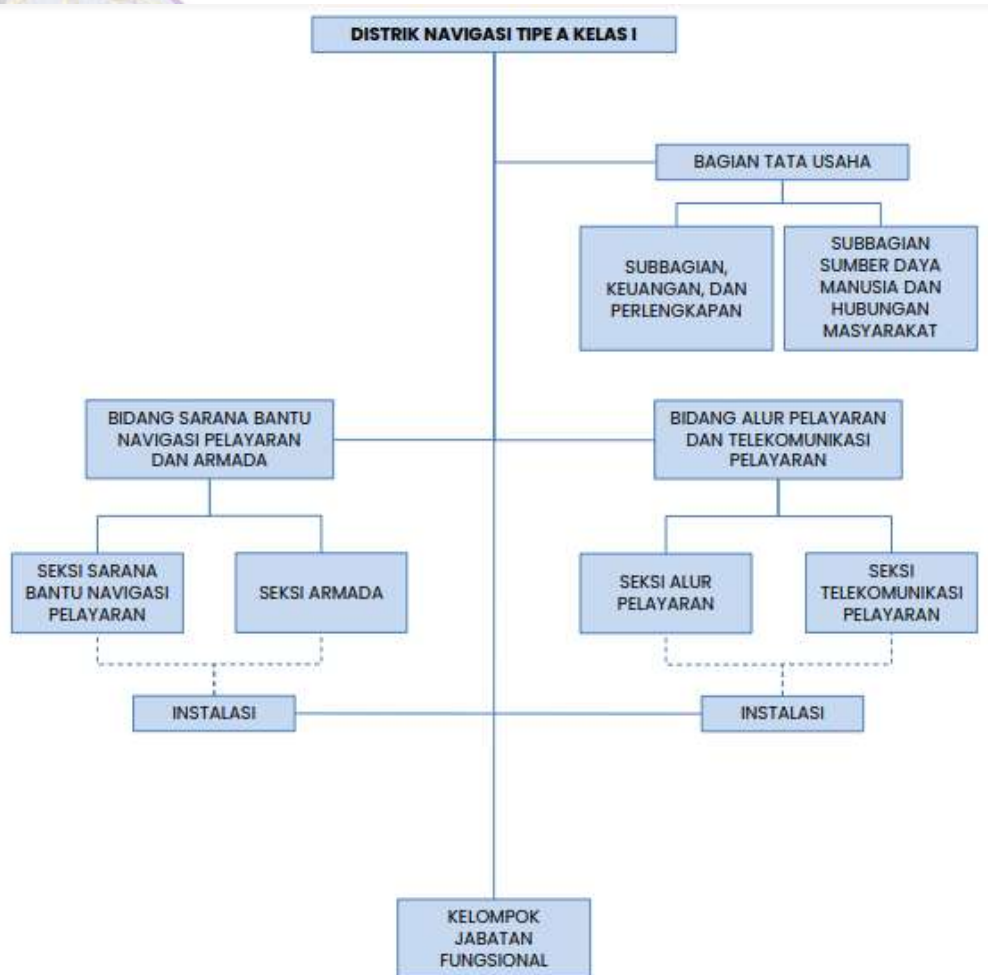 DISTRIK NAVIGASI TIPE A KELAS I
BAGIAN TATA USAHA
SUBBAGIAN,
KEUANGAN, DAN
PERLENGKAPAN
SUBBAGIAN
SUMBER DAYA
MANUSIA DAN
HUBUNGAN
MASYARAKAT
BIDANG SARANA BANTU
NAVIGASI PELAYARAN
DAN ARMADA
BIDANG ALUR PELAYARAN
DAN TELEKOMUNIKASI
PELAYARAN
SEKSI SARANA
BANTU NAVIGASI
PELAYARAN
SEKSI ARMADA
SEKSI ALUR
PELAYARAN
SEKSI
TELEKOMUNIKASI
PELAYARAN
INSTALASI
INSTALASI
KELOMPOK
JABATAN
FUNGSIONAL